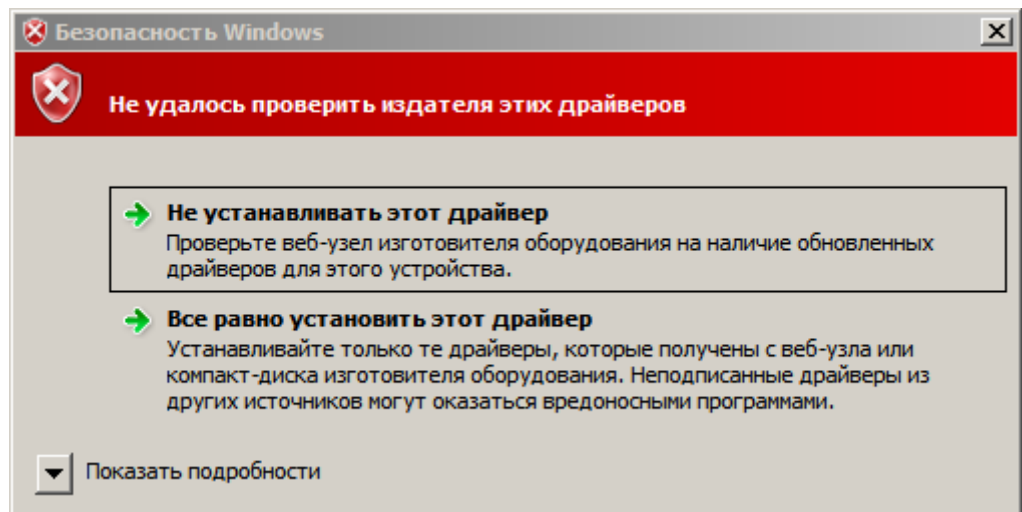 Безопасность Windows
Не удалось проверить издателя этих драйверов
Не устанавливать этот драйвер
Проверьте веб-узел изготовителя оборудования на наличие обновленных
драйверов для этого устройства.
Все равно установить этот драйвер
Устанавливайте только те драйверы, которые получены с веб-узла или
компакт-диска изготовителя оборудования. Неподписанные драйверы из
других источников могут оказаться вредоносными программами.
Показать подробности